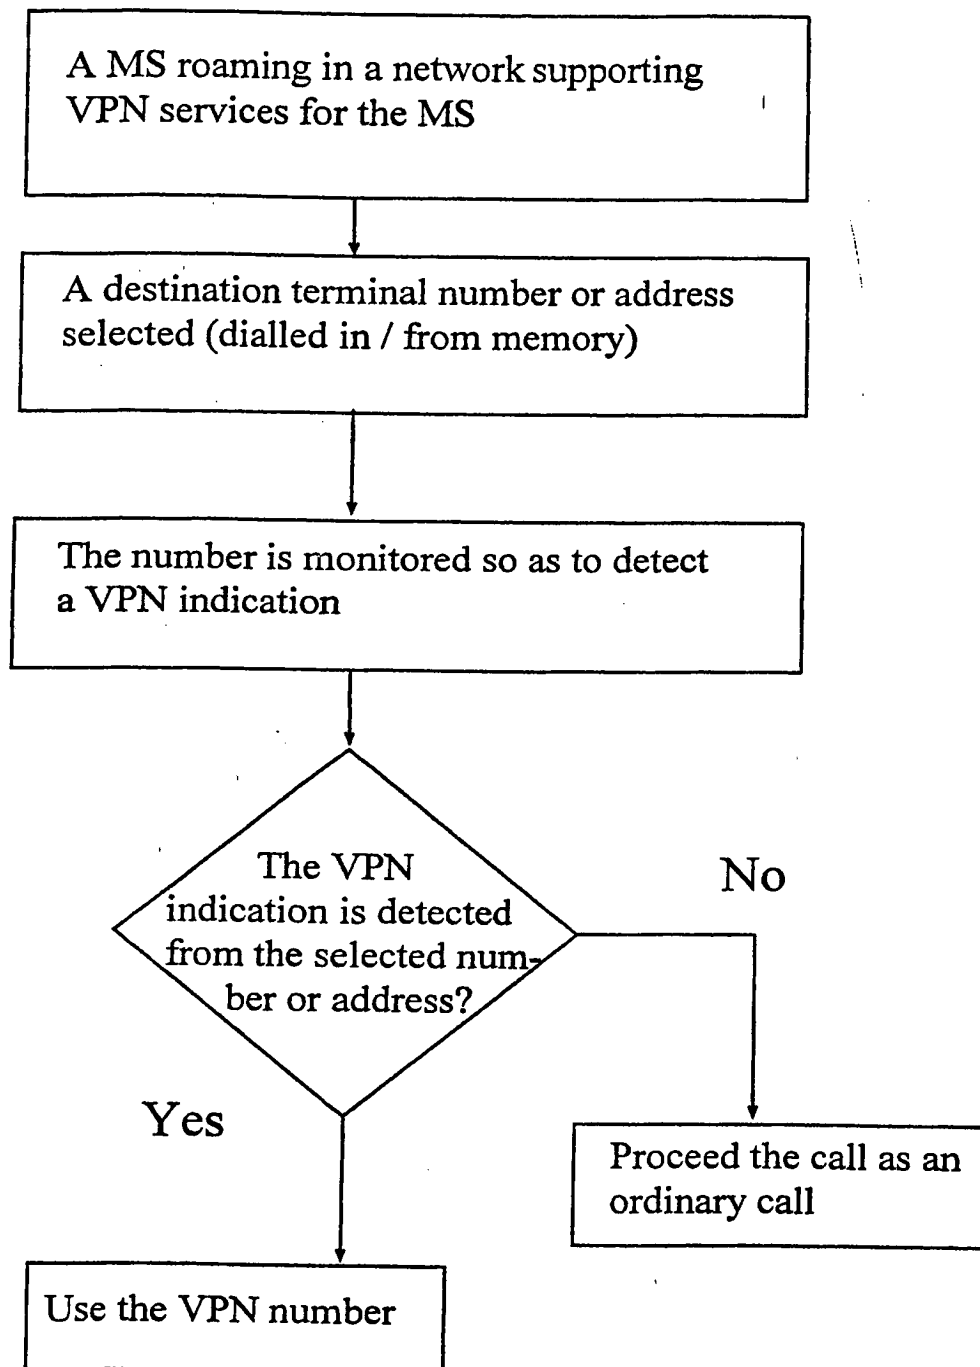 A MS roaming in a network supporting
VPN services for the MS
A destination terminal number or address
selected (dialled in / from memory)
The number is monitored so as to detect
a VPN indication
The VPN
indication is detected
from the selected num-
ber or address?
No
Yes
Proceed the call as an
ordinary call
Use the VPN number